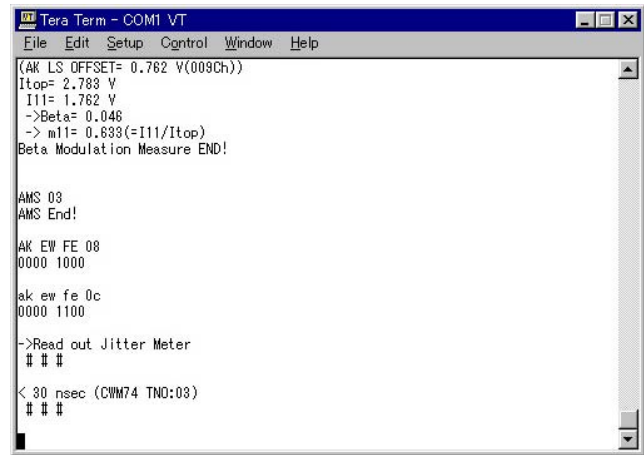 Tera Term - COM1 VT
File Edit Setup Control Window Help
(AK LS OFFSET= 0.762 V(009Ch))
Itop= 2.783 V
I11= 1.762 V
->Beta= 0.046
-> m11= 0.633(=I11/Itop)
Beta Modulation Measure END!
AMS 03
AMS End!
AK EW FE 08
0000 1000
ak ew fe 0c
0000 1100
->Read out Jitter Meter
# # #
< 30 nsec (CWM74 TNO:03)
# # #